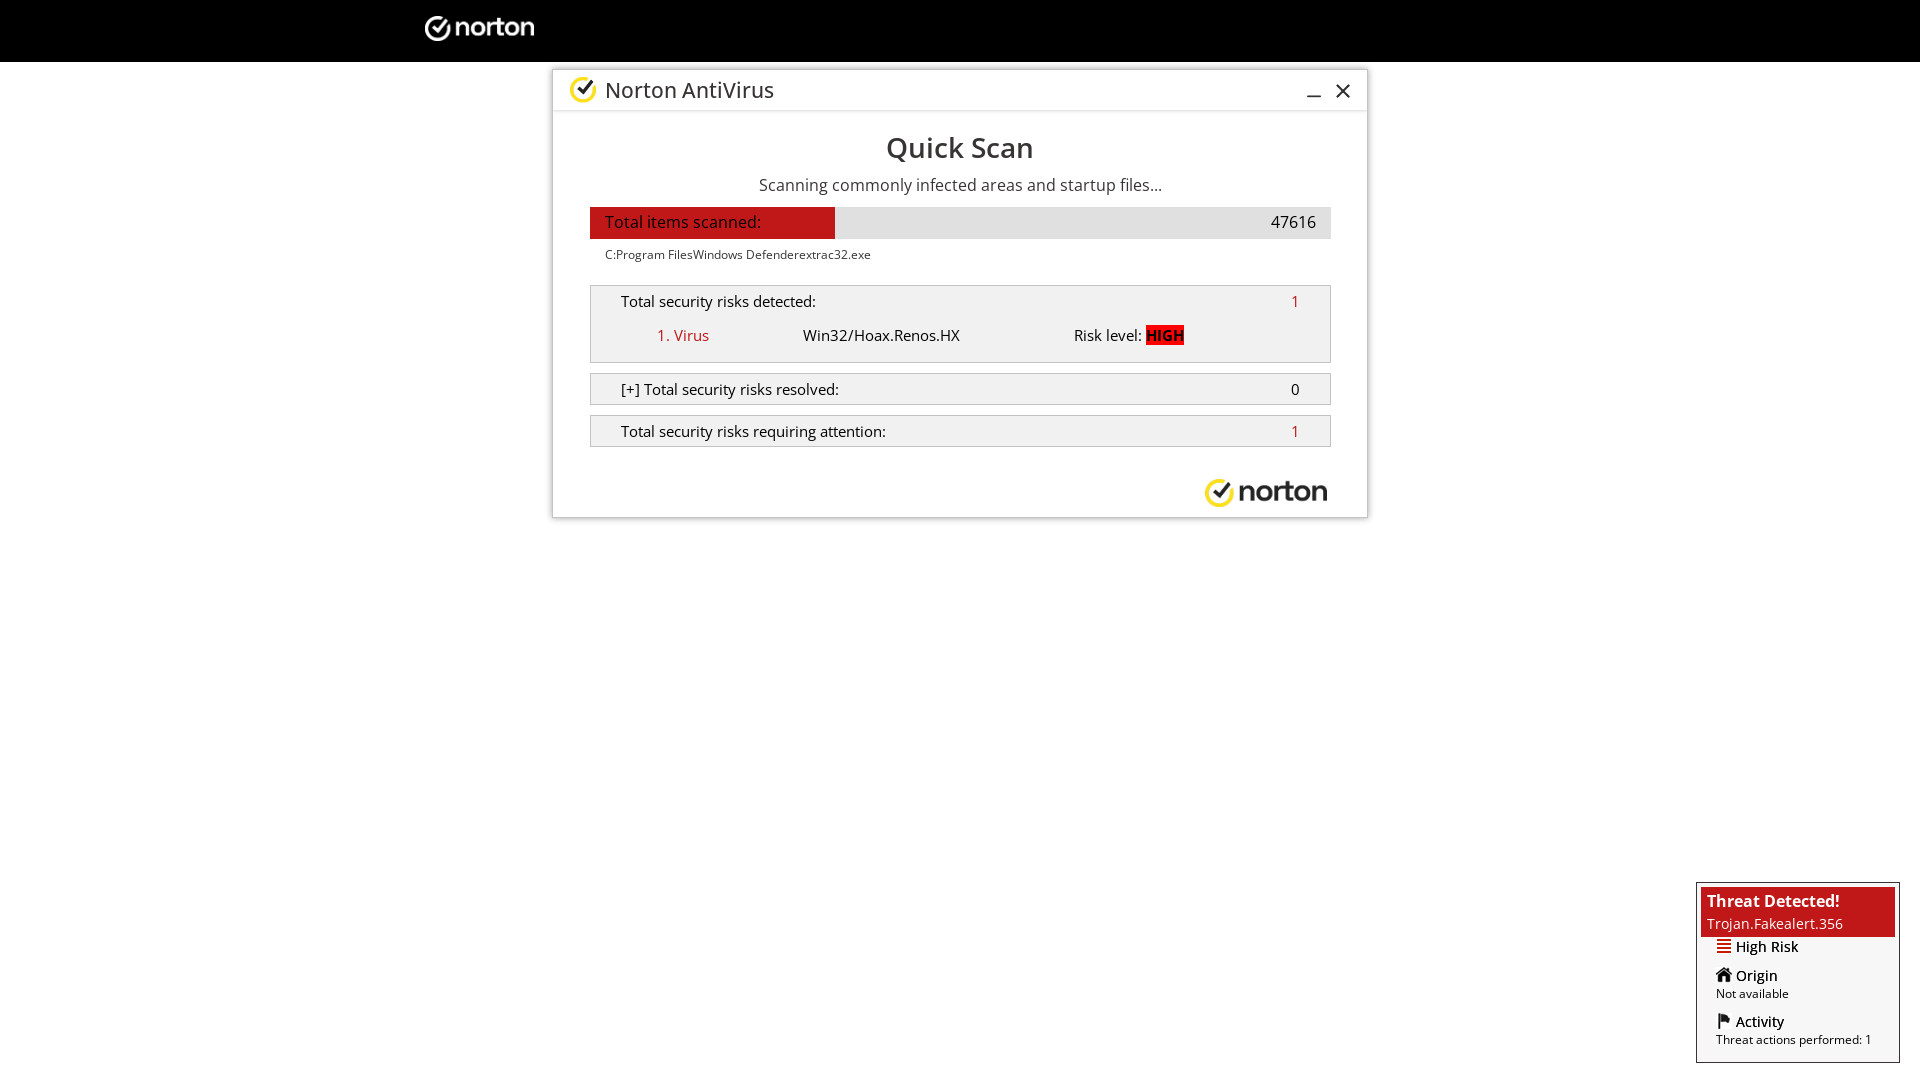 norton
Norton AntiVirus
Quick Scan
Scanning commonly infected areas and startup files...
Total items scanned: 47616
C:Program FilesWindows Defenderextrac32.exe
Total security risks detected: 1
1. Virus Win32/Hoax.Renos.HX Risk level: HIGH
[+] Total security risks resolved: 0
Total security risks requiring attention: 1
norton
Threat Detected!
Trojan.Fakealert.356
High Risk
Origin
Not available
Activity
Threat actions performed: 1